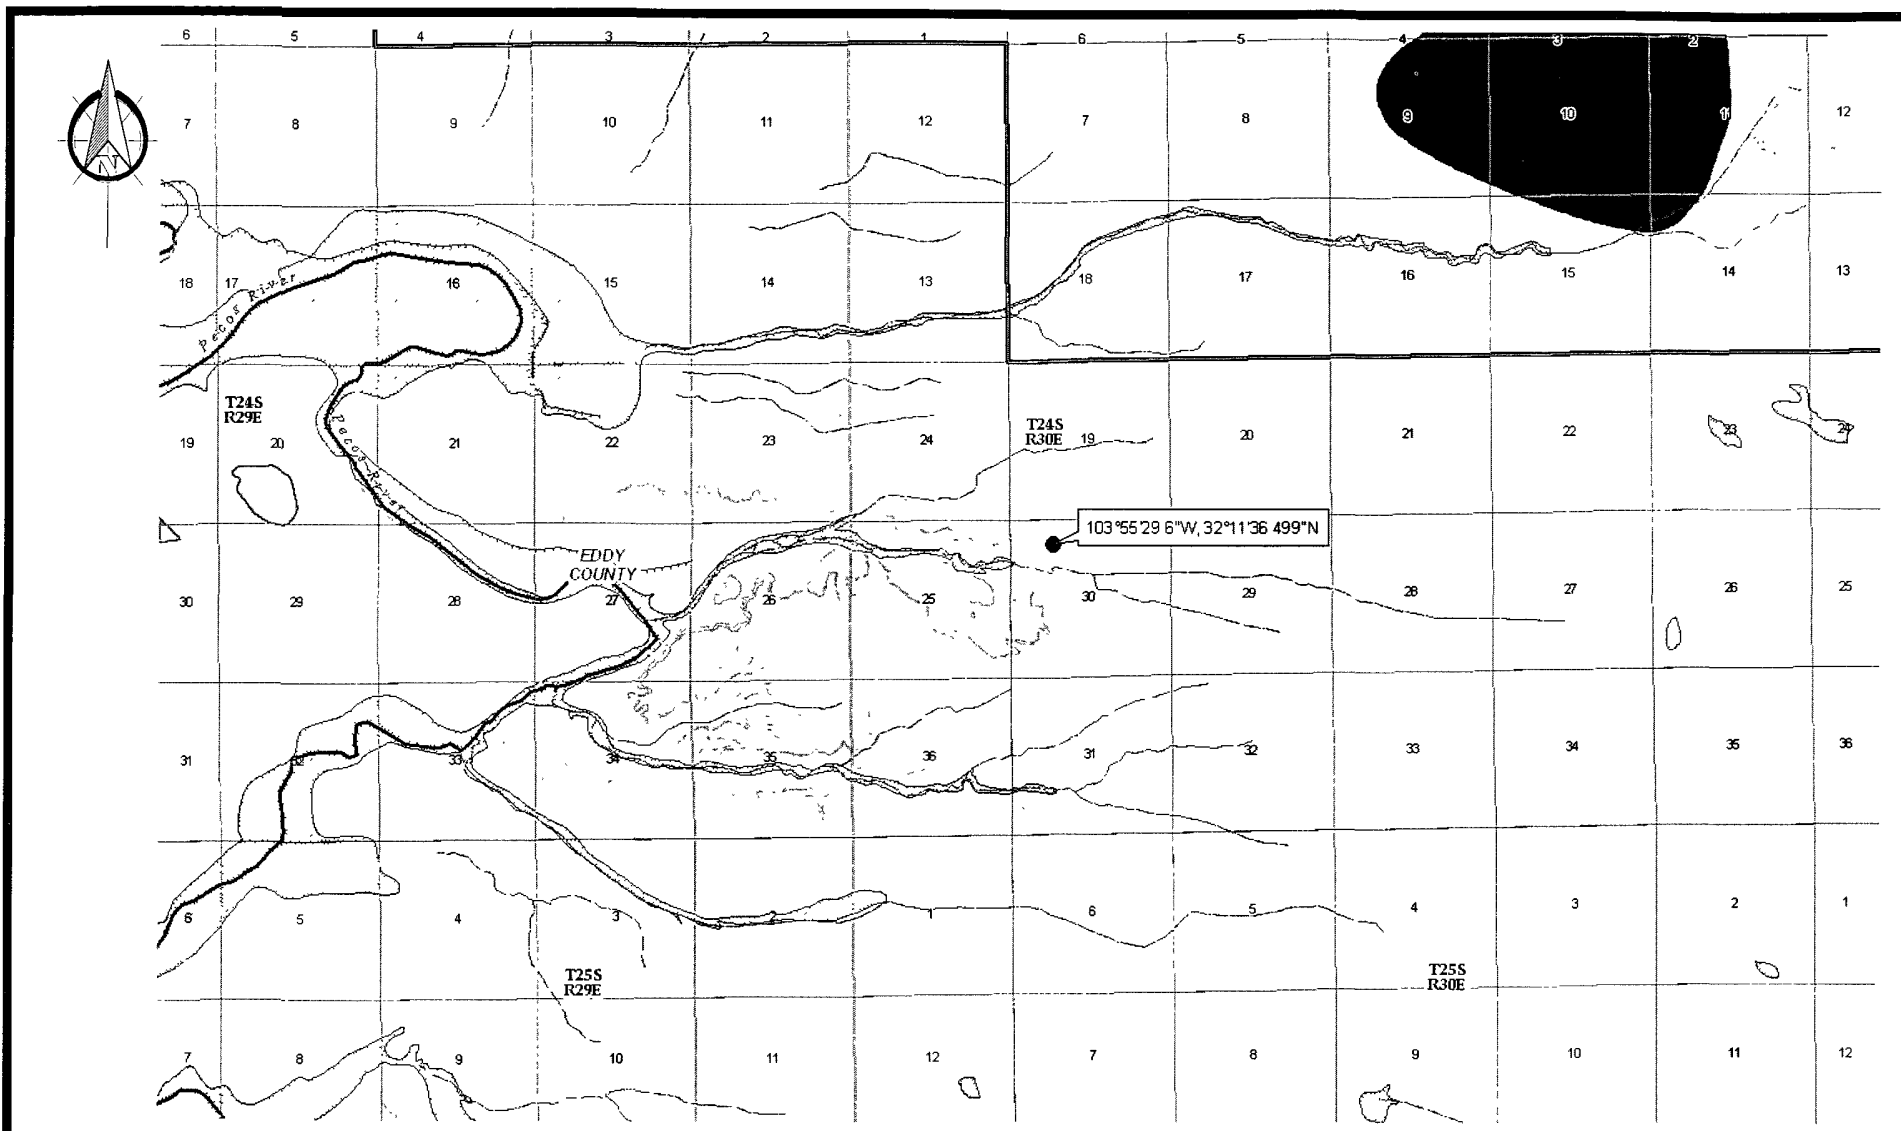 6 5 4 3 2 1 6 5 4 3 2
7 8 9 10 11 12 7 8 9 10 11 12
N
18 17 16 15 14 13 18 17 16 15 14 13
Pecos River
T24S
R29E
T24S
R30E
19 20 21 22 23 24 19 20 21 22 23 24
Pecos River
103°55'29 6"W, 32°11'36 499"N
EDDY
COUNTY
30 29 28 27 26 25 30 29 28 27 26 25
31 32 33 34 35 36 31 32 33 34 35 36
6 5 4 3 2 1 6 5 4 3 2 1
T25S
R29E
T25S
R30E
7 8 9 10 11 12 7 8 9 10 11 12